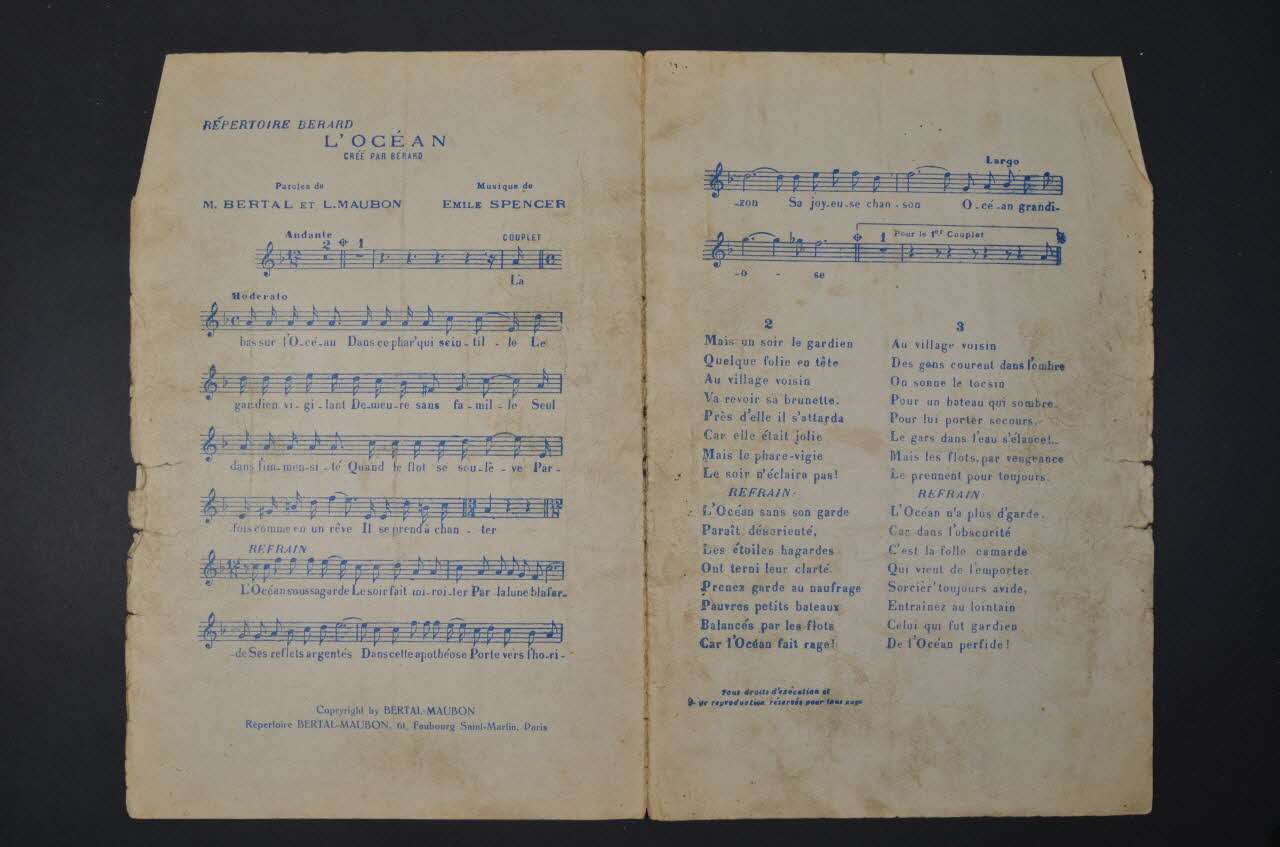 RÉPERTOIRE BERARD
L'OCÉAN
CRÉÉ PAR BERARD
Paroles de
M. BERTAL ET L. MAUBON
Musique de
EMILE SPENCER
Andante
2 1 COUPLET
La
Moderato
bas sur l'O-cé-an Dans ce phar' qui scin-til-le Le
gardien vi-gi-lant De-meu-re sans fa-mil-le Seul
dans l'im-men-si-té Quand le flot se sou-lè-ve Par-
fois comme en un rêve Il se prend à chan-ter
REFRAIN
L'Océan sous sa garde Le soir fait mi-roi-ter Par la lune blafar-
-de Ses reflets argentés Dans cette apothéose Porte vers l'ho-ri-
Copyright by BERTAL-MAUBON
Répertoire BERTAL-MAUBON, 61, Faubourg Saint-Martin, Paris
Largo
-zon Sa joy-eu-se chan-son O-cé-an grandi-
1 Pour le 1er Couplet
-o-se
2
Mais un soir le gardien
Quelque folie en tête
Au village voisin
Va revoir sa brunette.
Près d'elle il s'attarda
Car elle était jolie
Mais le phare-vigie
Le soir n'éclaira pas!
REFRAIN:
L'Océan sans son garde
Paraît désorienté,
Les étoiles hagardes
Ont terni leur clarté.
Prenez garde au naufrage
Pauvres petits bateaux
Balancés par les flots
Car l'Océan fait rage!
3
Au village voisin
Des gens courent dans l'ombre
On sonne le tocsin
Pour un bateau qui sombre.
Pour lui porter secours,
Le gars dans l'eau s'élance!..
Mais les flots, par vengeance
Le prennent pour toujours.
REFRAIN:
L'Océan n'a plus d'garde.
Car dans l'obscurité
C'est la folle camarde
Qui vient de l'emporter.
Sorcier' toujours avide,
Entraînez au lointain
Celui qui fut gardien
De l'Océan perfide!
Tous droits d'exécution et
de reproduction réservés pour tous pays